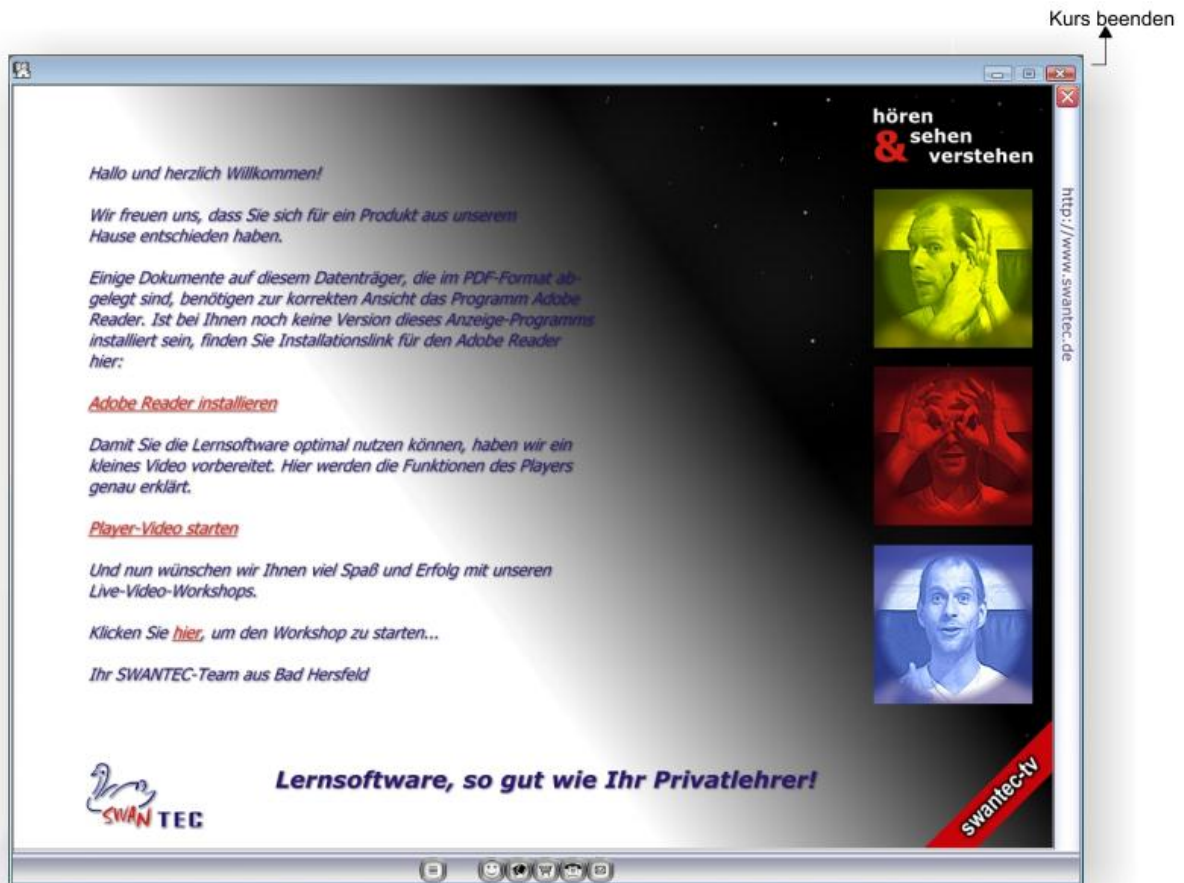 Kurs beenden
hören
& sehen
verstehen
http://www.swantec.de
Hallo und herzlich Willkommen!
Wir freuen uns, dass Sie sich für ein Produkt aus unserem
Hause entschieden haben.
Einige Dokumente auf diesem Datenträger, die im PDF-Format ab-
gelegt sind, benötigen zur korrekten Ansicht das Programm Adobe
Reader. Ist bei Ihnen noch keine Version dieses Anzeige-Programms
installiert sein, finden Sie Installationslink für den Adobe Reader
hier:
Adobe Reader installieren
Damit Sie die Lernsoftware optimal nutzen können, haben wir ein
kleines Video vorbereitet. Hier werden die Funktionen des Players
genau erklärt.
Player-Video starten
Und nun wünschen wir Ihnen viel Spaß und Erfolg mit unseren
Live-Video-Workshops.
Klicken Sie hier, um den Workshop zu starten...
Ihr SWANTEC-Team aus Bad Hersfeld
SWANTEC
Lernsoftware, so gut wie Ihr Privatlehrer!
swantec-tv